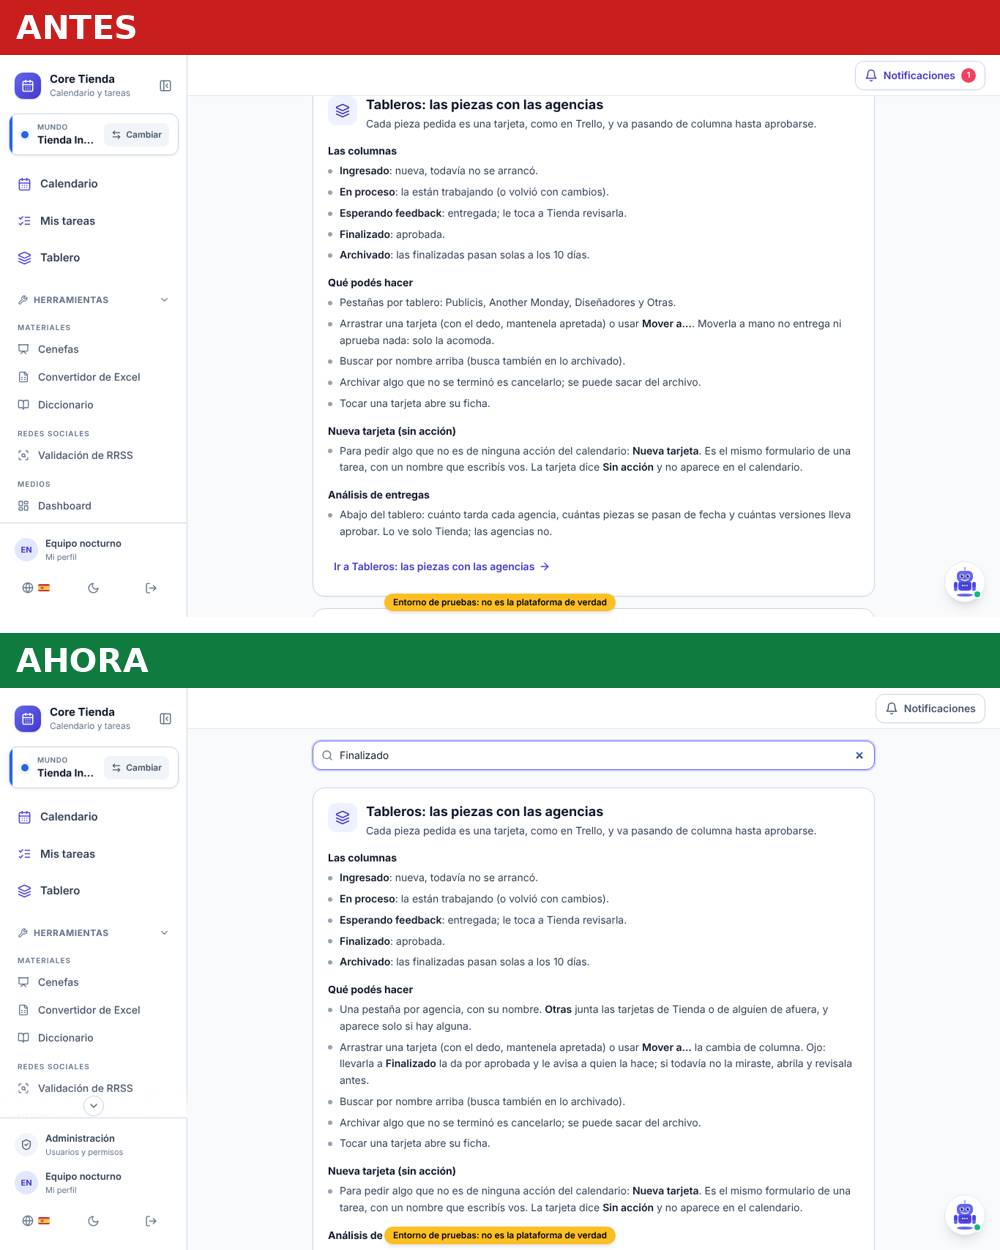 ANTES
Core Tienda
Calendario y tareas
MUNDO
Tienda In...
Cambiar
Calendario
Mis tareas
Tablero
HERRAMIENTAS
MATERIALES
Cenefas
Convertidor de Excel
Diccionario
REDES SOCIALES
Validación de RRSS
MEDIOS
Dashboard
EN
Equipo nocturno
Mi perfil
Notificaciones 1
Tableros: las piezas con las agencias
Cada pieza pedida es una tarjeta, como en Trello, y va pasando de columna hasta aprobarse.
Las columnas
Ingresado: nueva, todavía no se arrancó.
En proceso: la están trabajando (o volvió con cambios).
Esperando feedback: entregada; le toca a Tienda revisarla.
Finalizado: aprobada.
Archivado: las finalizadas pasan solas a los 10 días.
Qué podés hacer
Pestañas por tablero: Publicis, Another Monday, Diseñadores y Otras.
Arrastrar una tarjeta (con el dedo, mantenela apretada) o usar Mover a.... Moverla a mano no entrega ni
aprueba nada: solo la acomoda.
Buscar por nombre arriba (busca también en lo archivado).
Archivar algo que no se terminó es cancelarlo; se puede sacar del archivo.
Tocar una tarjeta abre su ficha.
Nueva tarjeta (sin acción)
Para pedir algo que no es de ninguna acción del calendario: Nueva tarjeta. Es el mismo formulario de una
tarea, con un nombre que escribís vos. La tarjeta dice Sin acción y no aparece en el calendario.
Análisis de entregas
Abajo del tablero: cuánto tarda cada agencia, cuántas piezas se pasan de fecha y cuántas versiones lleva
aprobar. Lo ve solo Tienda; las agencias no.
Ir a Tableros: las piezas con las agencias →
Entorno de pruebas: no es la plataforma de verdad
AHORA
Core Tienda
Calendario y tareas
MUNDO
Tienda In...
Cambiar
Calendario
Mis tareas
Tablero
HERRAMIENTAS
MATERIALES
Cenefas
Convertidor de Excel
Diccionario
REDES SOCIALES
Validación de RRSS
Administración
Usuarios y permisos
EN
Equipo nocturno
Mi perfil
Notificaciones
Finalizado
Tableros: las piezas con las agencias
Cada pieza pedida es una tarjeta, como en Trello, y va pasando de columna hasta aprobarse.
Las columnas
Ingresado: nueva, todavía no se arrancó.
En proceso: la están trabajando (o volvió con cambios).
Esperando feedback: entregada; le toca a Tienda revisarla.
Finalizado: aprobada.
Archivado: las finalizadas pasan solas a los 10 días.
Qué podés hacer
Una pestaña por agencia, con su nombre. Otras junta las tarjetas de Tienda o de alguien de afuera, y
aparece solo si hay alguna.
Arrastrar una tarjeta (con el dedo, mantenela apretada) o usar Mover a... la cambia de columna. Ojo:
llevarla a Finalizado la da por aprobada y le avisa a quien la hace; si todavía no la miraste, abrila y revisala
antes.
Buscar por nombre arriba (busca también en lo archivado).
Archivar algo que no se terminó es cancelarlo; se puede sacar del archivo.
Tocar una tarjeta abre su ficha.
Nueva tarjeta (sin acción)
Para pedir algo que no es de ninguna acción del calendario: Nueva tarjeta. Es el mismo formulario de una
tarea, con un nombre que escribís vos. La tarjeta dice Sin acción y no aparece en el calendario.
Análisis de
Entorno de pruebas: no es la plataforma de verdad